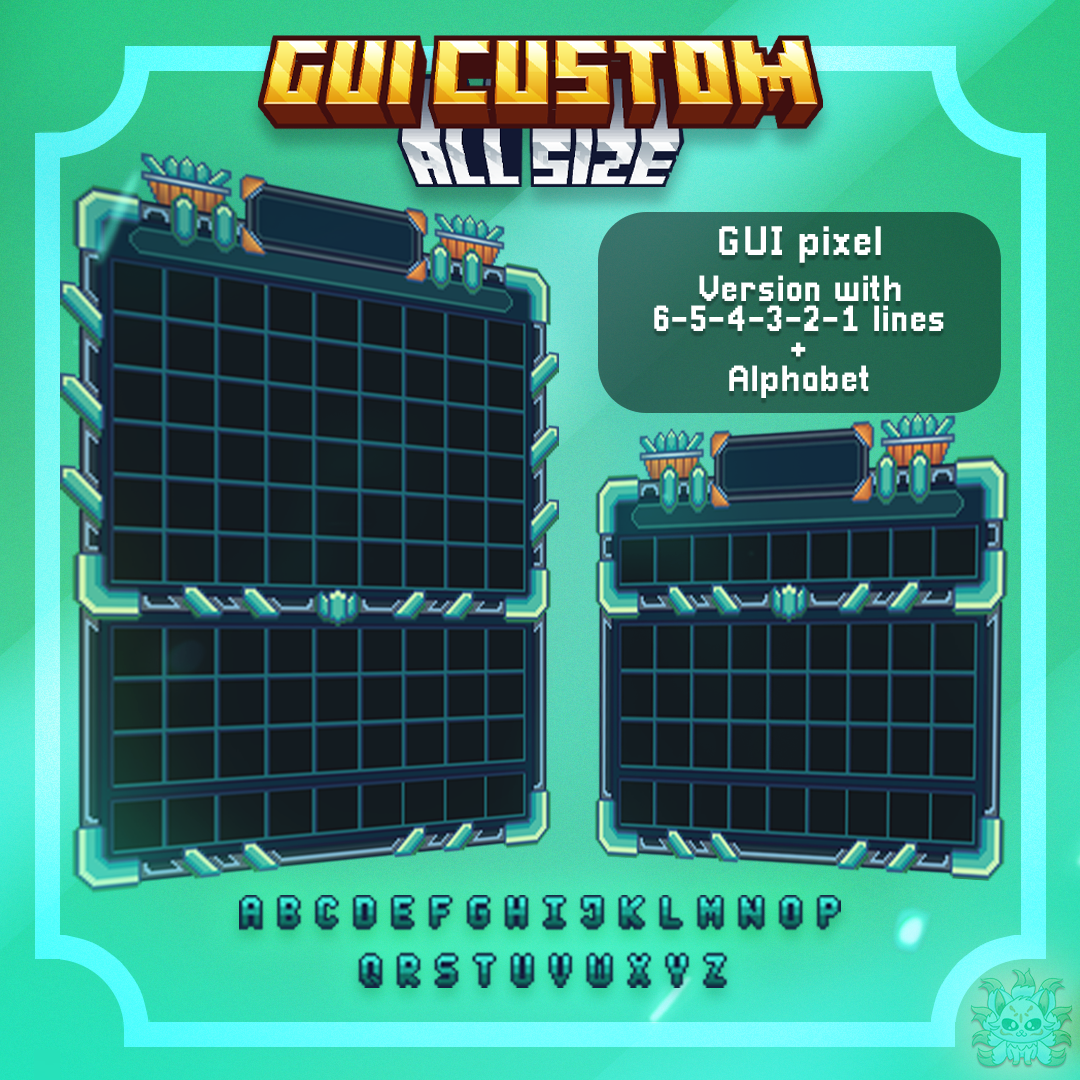 GUI CUSTOM
ALL SIZE
GUI pixel
Version with
6-5-4-3-2-1 lines
+
Alphabet
A B C D E F G H I J K L M N O P
Q R S T U V W X Y Z